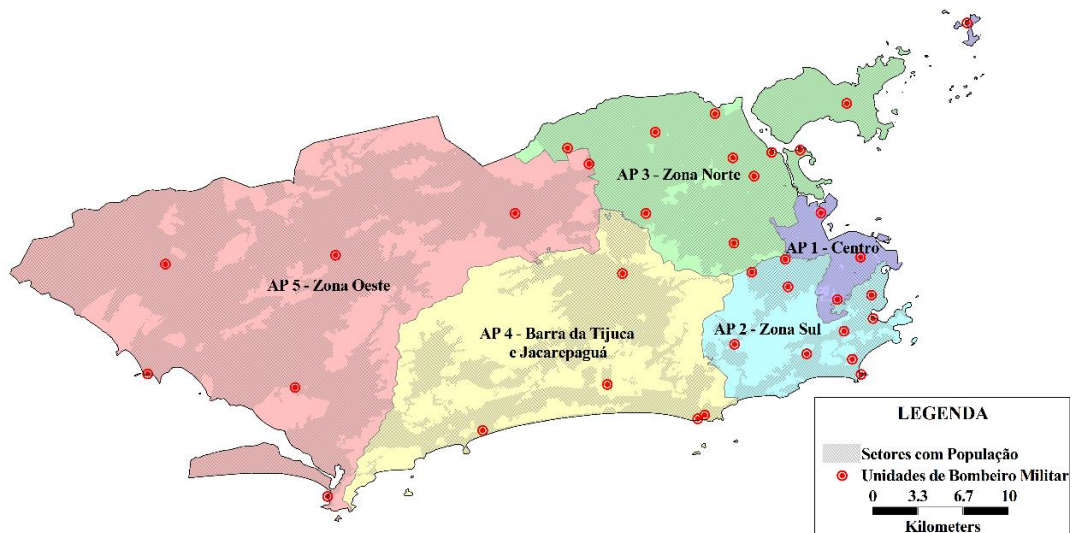 AP 3 - Zona Norte
AP 1 - Centro
AP 5 - Zona Oeste
AP 2 - Zona Sul
AP 4 - Barra da Tijuca
e Jacarepaguá
LEGENDA
Setores com População
Unidades de Bombeiro Militar
0 3.3 6.7 10
Kilometers